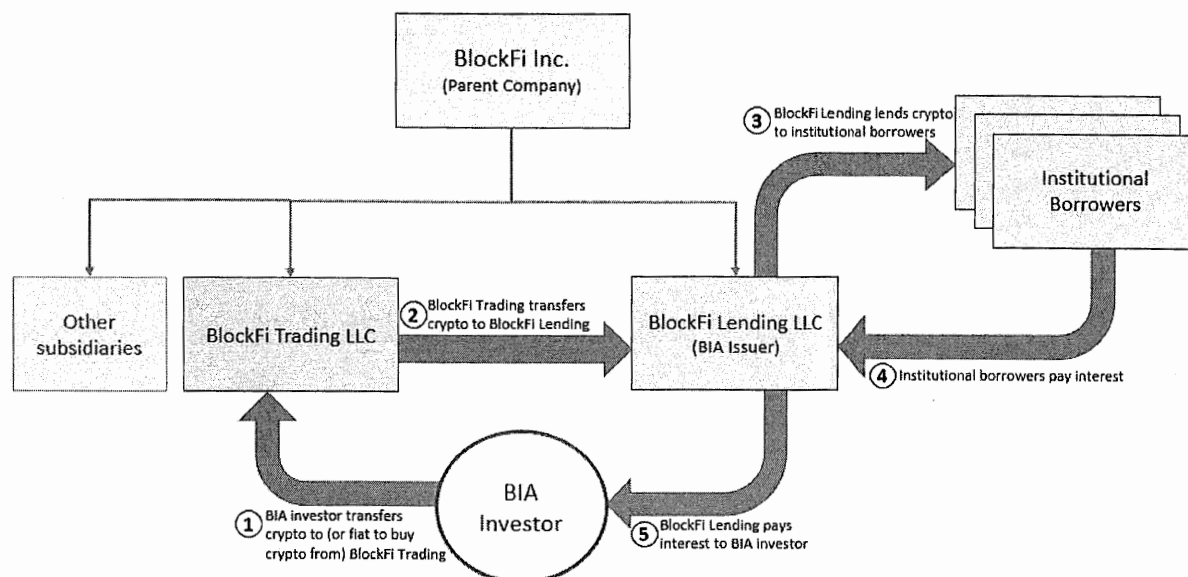 BlockFi Inc.
(Parent Company)
③ BlockFi Lending lends crypto
to institutional borrowers
Institutional
Borrowers
Other
subsidiaries
BlockFi Trading LLC
② BlockFi Trading transfers
crypto to BlockFi Lending
BlockFi Lending LLC
(BIA Issuer)
④ Institutional borrowers pay interest
① BIA investor transfers
crypto to (or fiat to buy
crypto from) BlockFi Trading
BIA
Investor
⑤ BlockFi Lending pays
interest to BIA investor